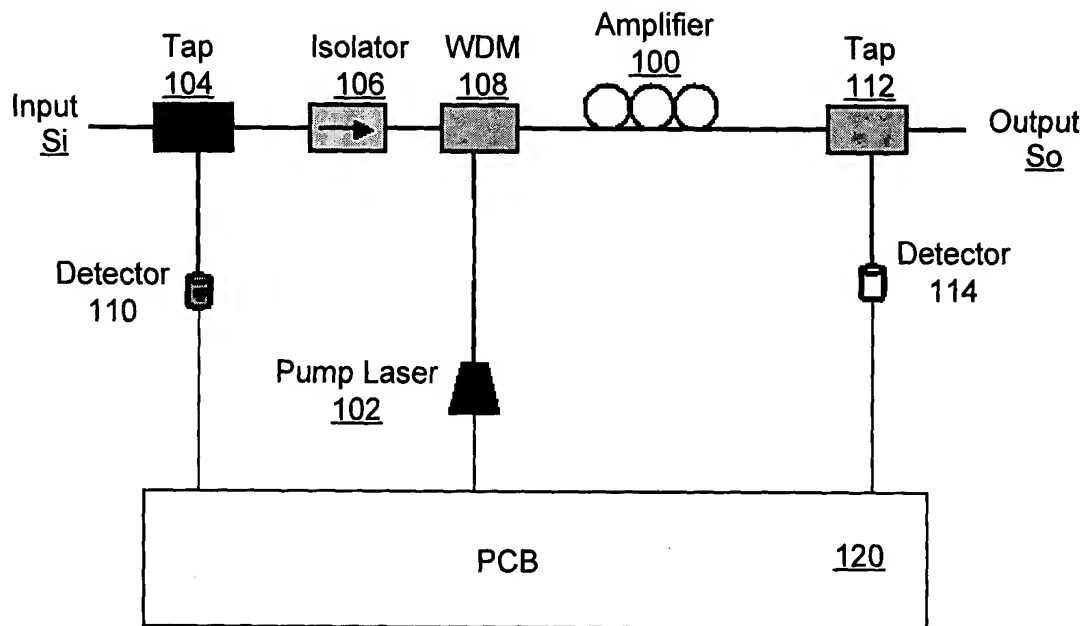 Tap
104
Isolator
106
WDM
108
Amplifier
100
Tap
112
Input
Si
Output
So
Detector
110
Detector
114
Pump Laser
102
PCB
120